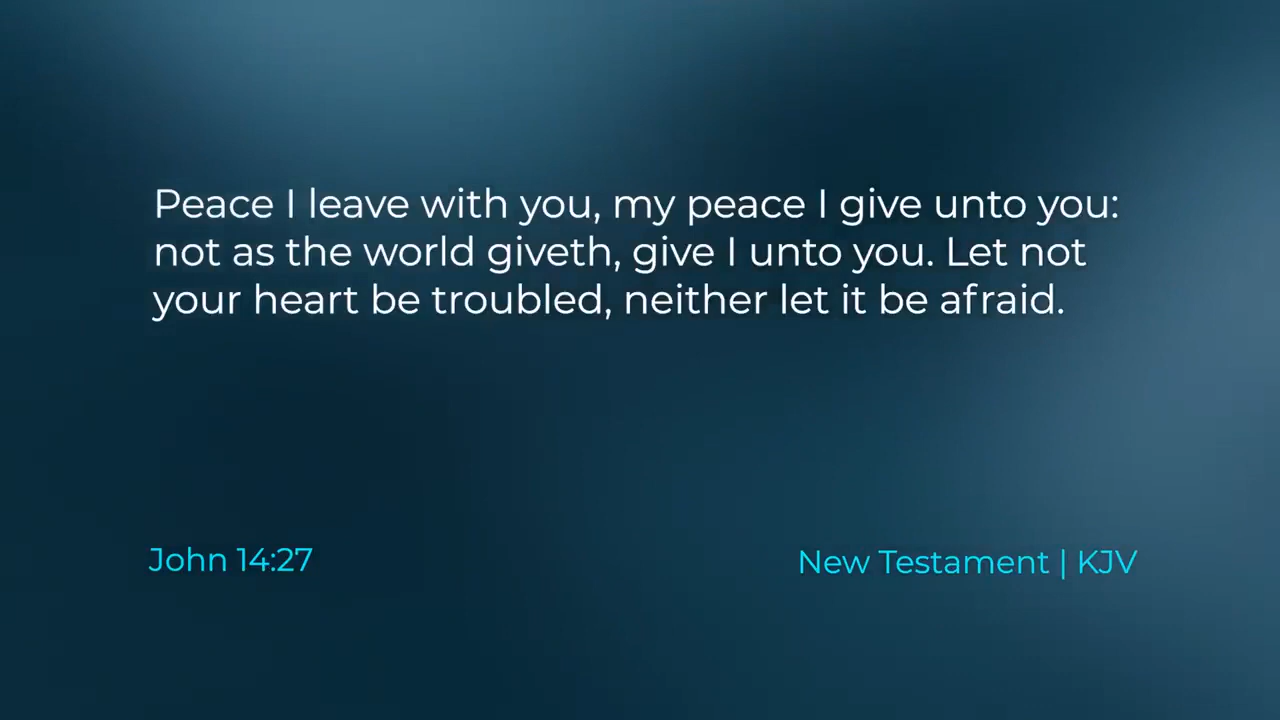 Peace I leave with you, my peace I give unto you:
not as the world giveth, give I unto you. Let not
your heart be troubled, neither let it be afraid.
John 14:27
New Testament | KJV